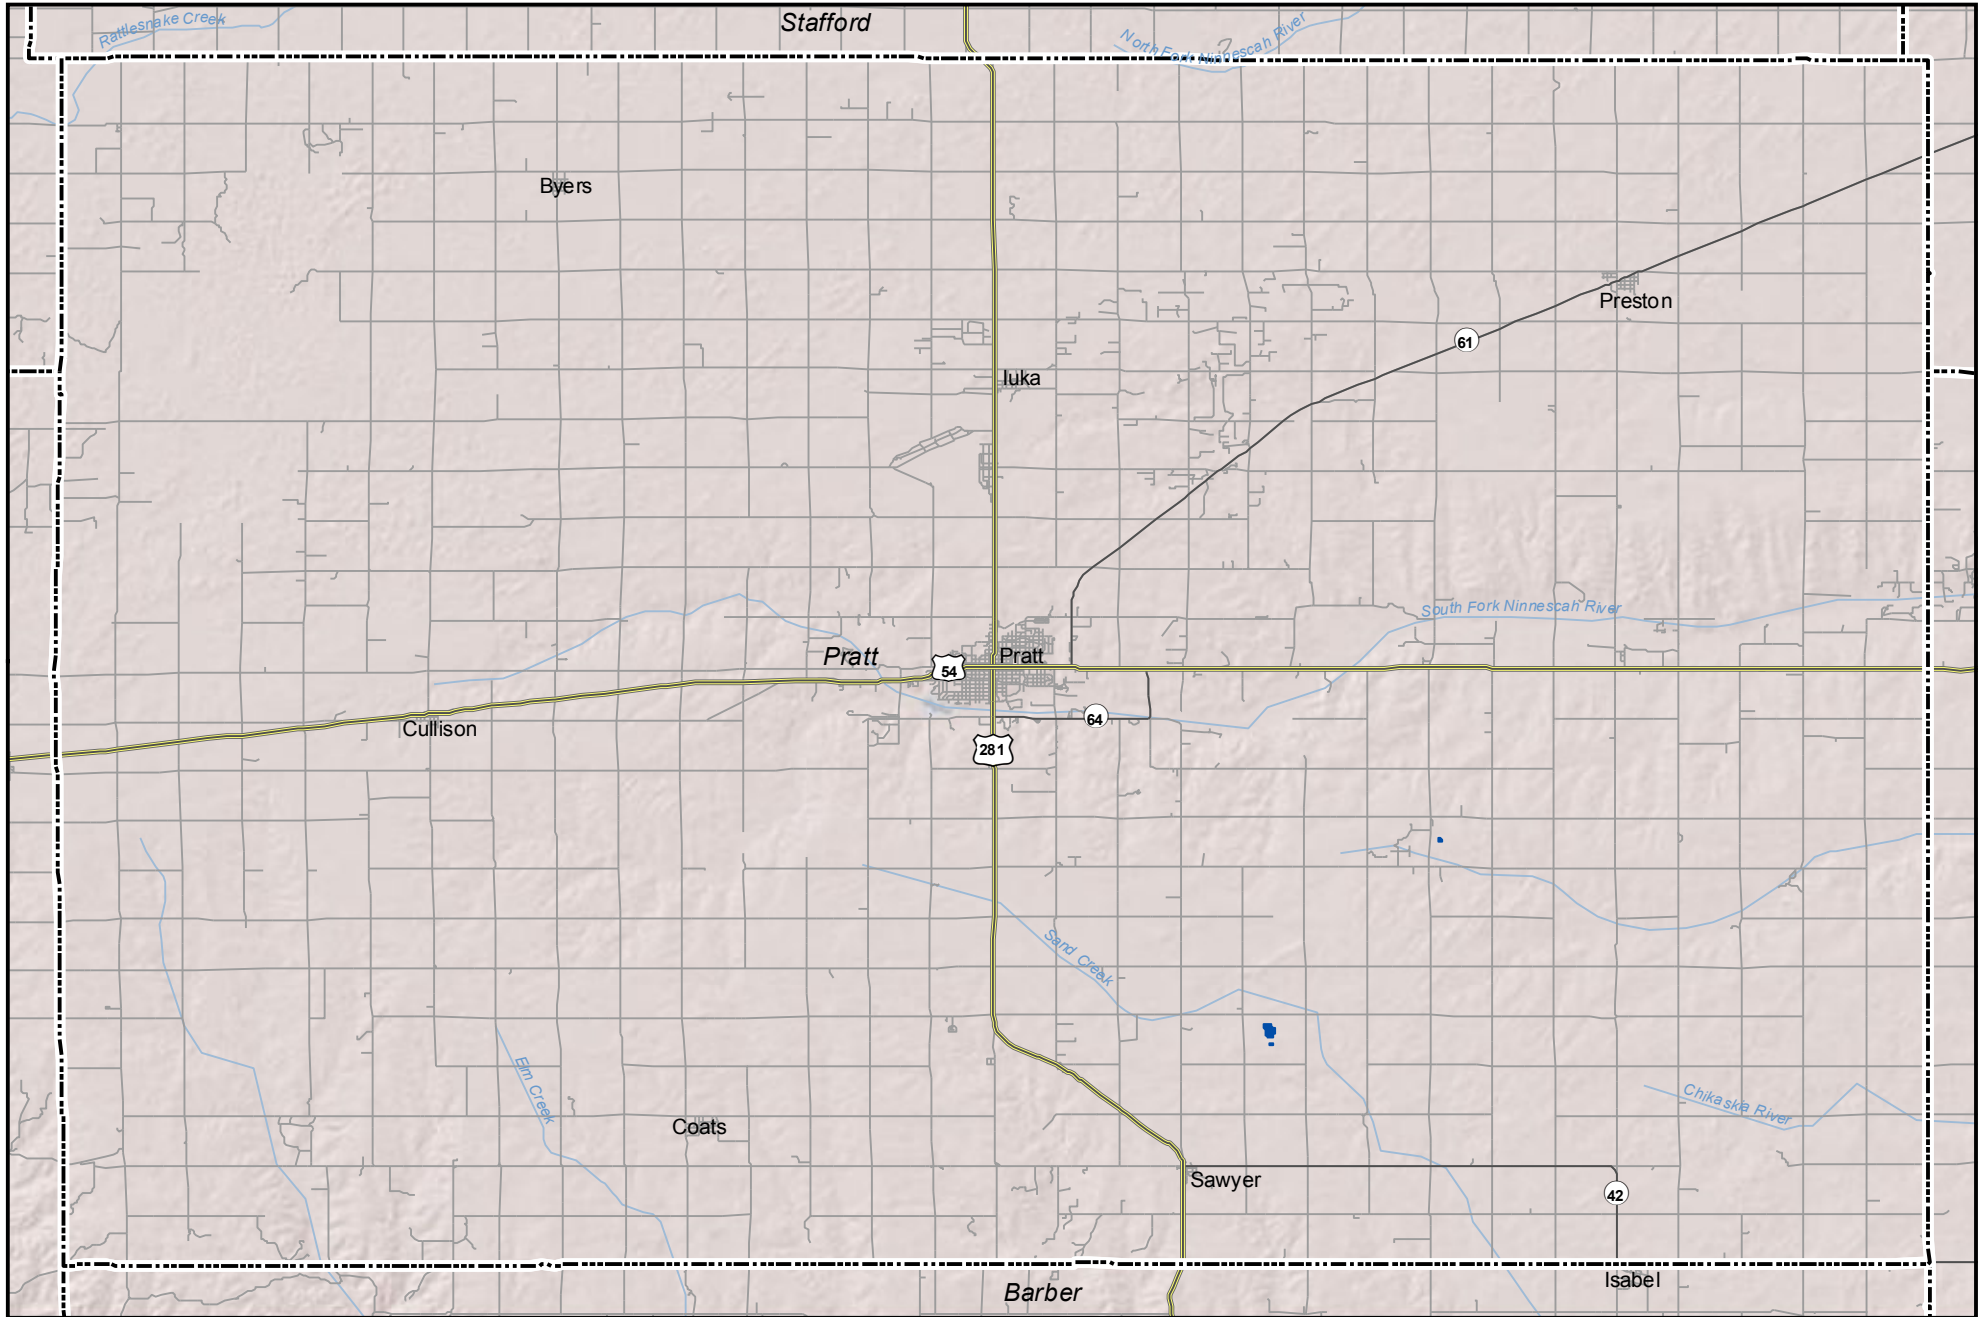 Stafford
Rattlesnake Creek
North Fork Ninnescah River
Byers
Preston
61
Iuka
South Fork Ninnescah River
Pratt
Pratt
54
64
Cullison
281
Sand Creek
Elm Creek
Chikaskia River
Coats
Sawyer
42
Isabel
Barber